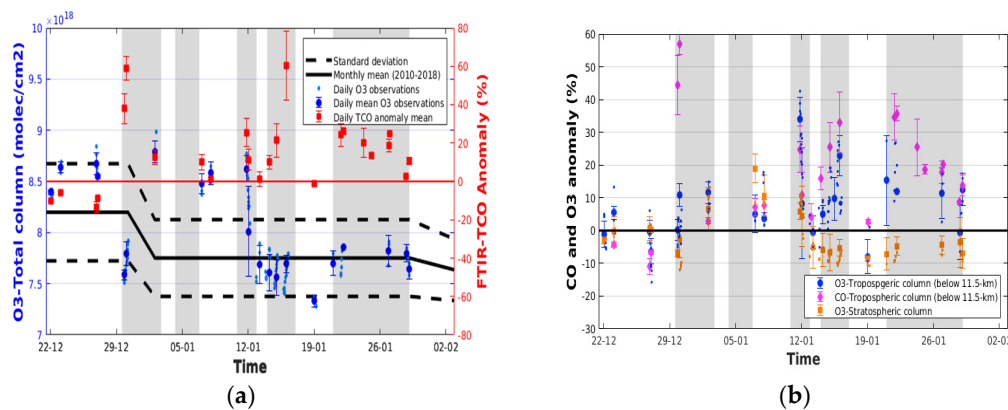 ×10^18
10
9.5
9
8.5
8
7.5
7
O3-Total column (molec/cm2)
80
60
40
20
0
-20
-40
-60
-80
FTIR-TCO Anomaly (%)
Standard deviation
Monthly mean (2010-2018)
Daily O3 observations
Daily mean O3 observations
Daily TCO anomaly mean
22-12 29-12 05-01 12-01 19-01 26-01 02-02
Time
(a)
60
50
40
30
20
10
0
-10
-20
-30
CO and O3 anomaly (%)
O3-Tropospgeric column (below 11.5-km)
CO-Tropospheric column (below 11.5-km)
O3-Stratospheric column
22-12 29-12 05-01 12-01 19-01 26-01 02-01
Time
(b)